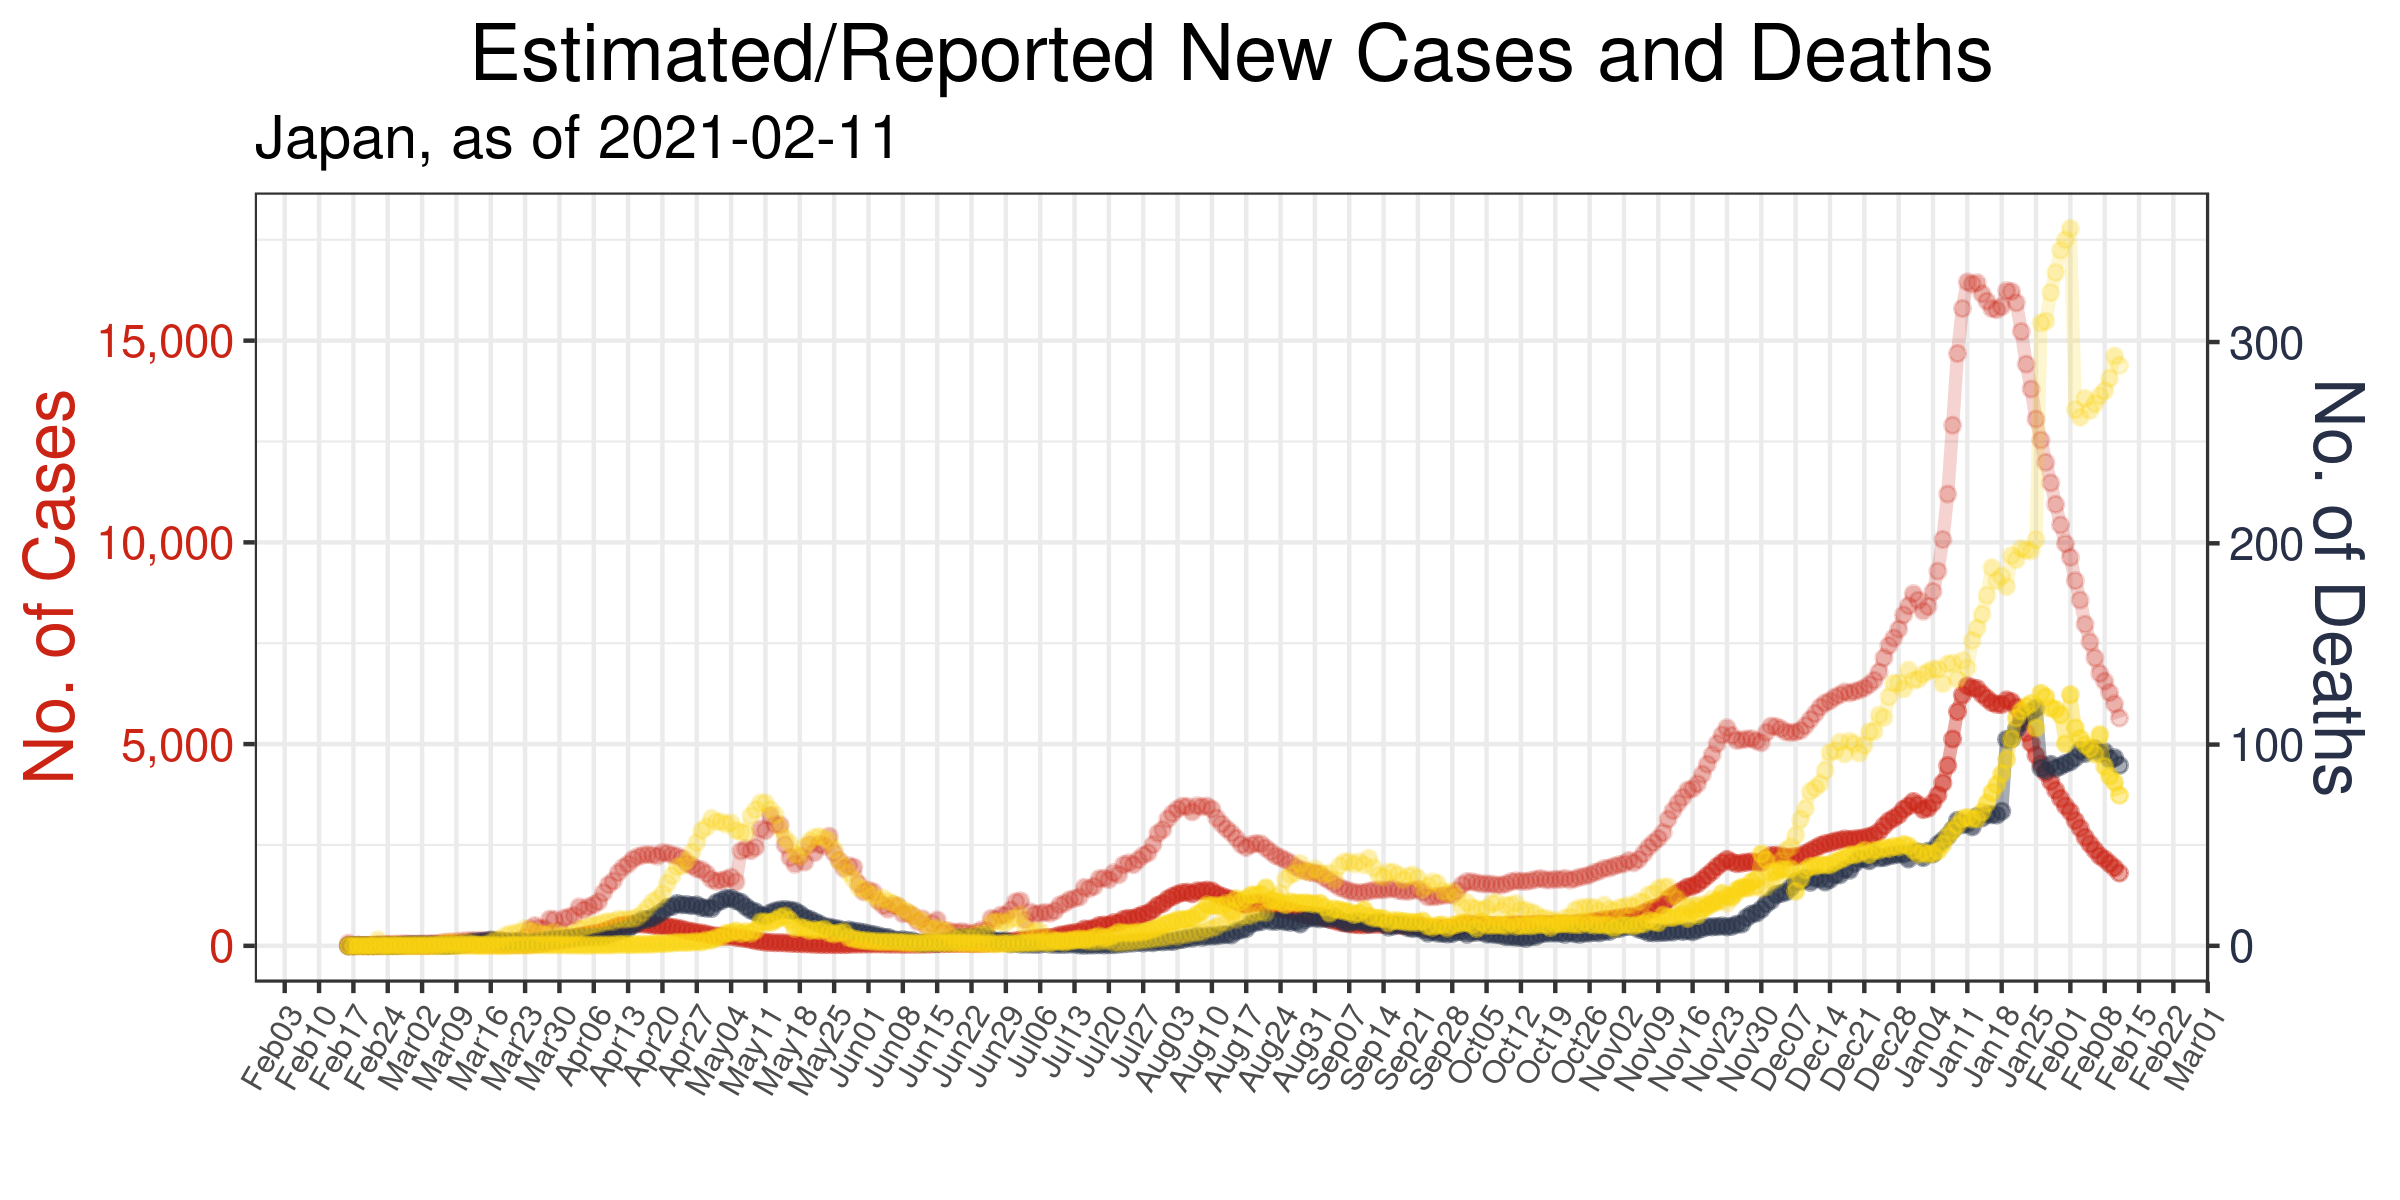 Estimated/Reported New Cases and Deaths
Japan, as of 2021-02-11
No. of Cases
15,000
10,000
5,000
0
No. of Deaths
300
200
100
0
Feb03
Feb10
Feb17
Feb24
Mar02
Mar09
Mar16
Mar23
Mar30
Apr06
Apr13
Apr20
Apr27
May04
May11
May18
May25
Jun01
Jun08
Jun15
Jun22
Jun29
Jul06
Jul13
Jul20
Jul27
Aug03
Aug10
Aug17
Aug24
Aug31
Sep07
Sep14
Sep21
Sep28
Oct05
Oct12
Oct19
Oct26
Nov02
Nov09
Nov16
Nov23
Nov30
Dec07
Dec14
Dec21
Dec28
Dec04
Jan11
Jan18
Jan25
Feb01
Feb08
Feb15
Feb22
Mar01